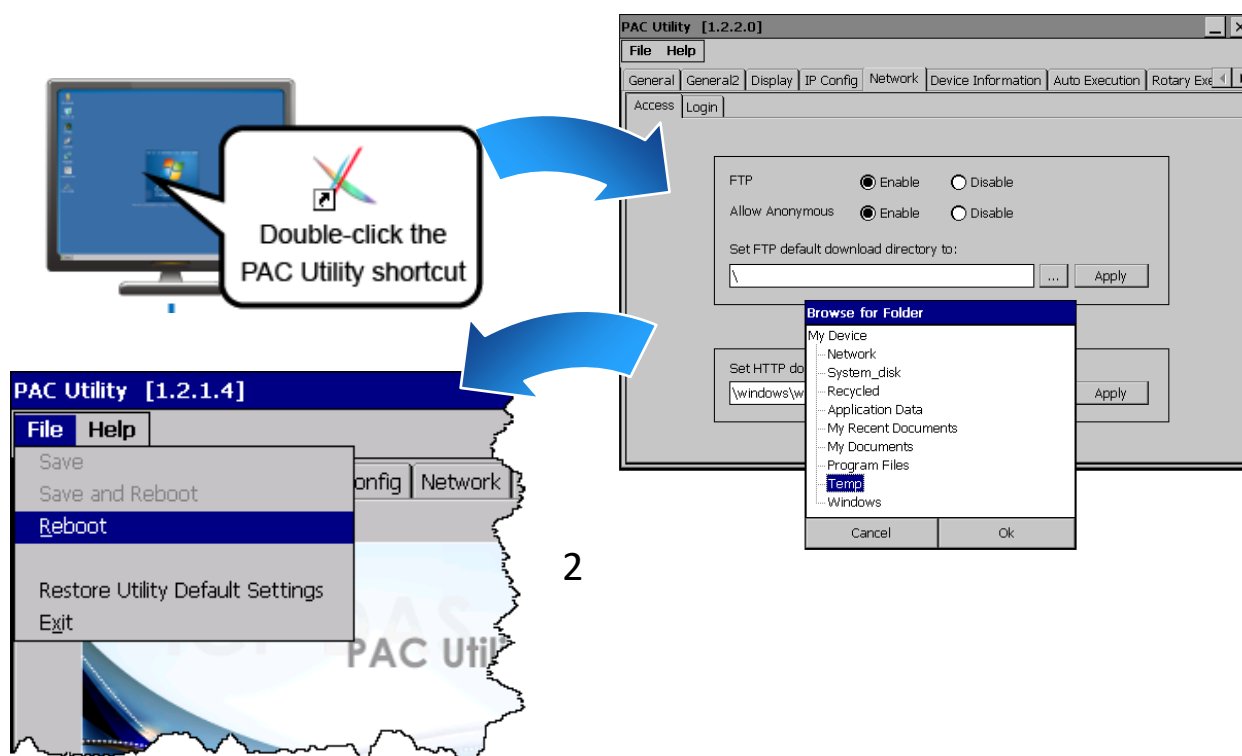 Double-click the
PAC Utility shortcut
PAC Utility [1.2.2.0]
File Help
General General2 Display IP Config Network Device Information Auto Execution Rotary Exe
Access Login
FTP Enable Disable
Allow Anonymous Enable Disable
Set FTP default download directory to:
\ ... Apply
Set HTTP do
\windows\w Apply
Browse for Folder
My Device
Network
System_disk
Recycled
Application Data
My Recent Documents
My Documents
Program Files
Temp
Windows
Cancel Ok
PAC Utility [1.2.1.4]
File Help
Save
Save and Reboot
Reboot
Restore Utility Default Settings
Exit
onfig Network
DAS
PAC Utili
2